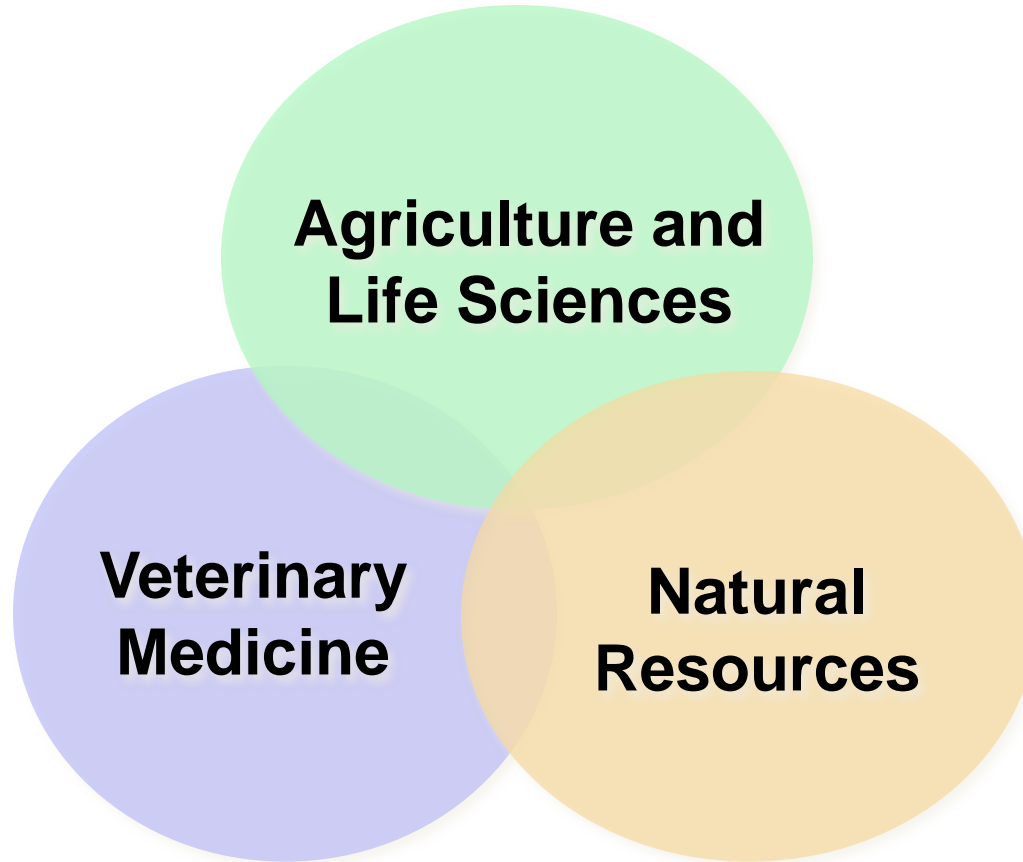 Agriculture and
Life Sciences
Veterinary
Medicine
Natural
Resources